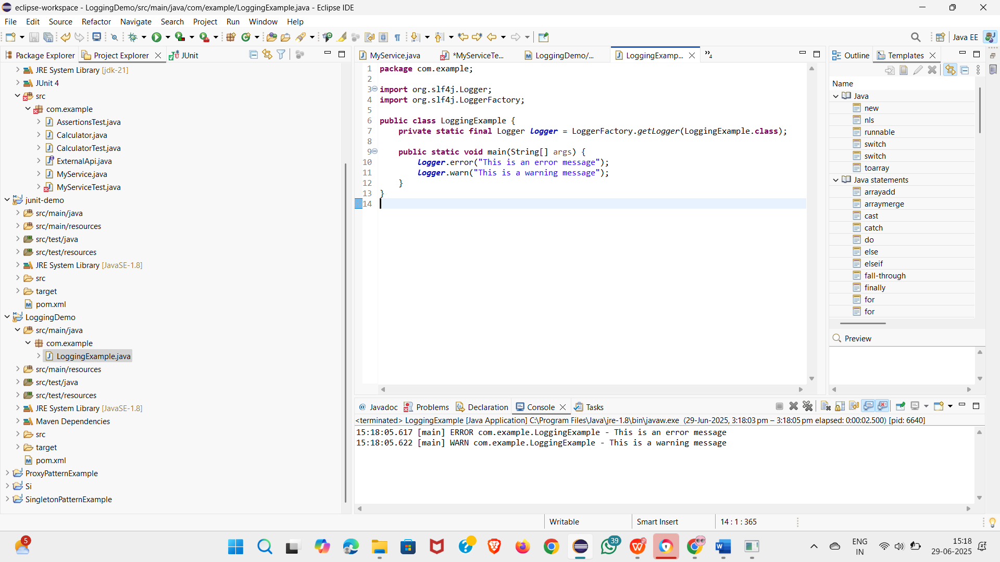 eclipse-workspace - LoggingDemo/src/main/java/com/example/LoggingExample.java - Eclipse IDE
File Edit Source Refactor Navigate Search Project Run Window Help
Java EE
Package Explorer Project Explorer JUnit
JRE System Library [jdk-21]
JUnit 4
src
com.example
AssertionsTest.java
Calculator.java
CalculatorTest.java
ExternalApi.java
MyService.java
MyServiceTest.java
junit-demo
src/main/java
src/main/resources
src/test/java
src/test/resources
JRE System Library [JavaSE-1.8]
src
target
pom.xml
LoggingDemo
src/main/java
com.example
LoggingExample.java
src/main/resources
src/test/java
src/test/resources
JRE System Library [JavaSE-1.8]
Maven Dependencies
src
target
pom.xml
ProxyPatternExample
Si
SingletonPatternExample
MyService.java *MyServiceTe... LoggingDemo/... LoggingExamp... »4
1 package com.example;
2
3 import org.slf4j.Logger;
4 import org.slf4j.LoggerFactory;
5
6 public class LoggingExample {
7 private static final Logger logger = LoggerFactory.getLogger(LoggingExample.class);
8
9 public static void main(String[] args) {
10 logger.error("This is an error message");
11 logger.warn("This is a warning message");
12 }
13 }
14
Outline Templates
Name
Java
new
nls
runnable
switch
switch
toarray
Java statements
arrayadd
arraymerge
cast
catch
do
else
elseif
fall-through
finally
for
for
Preview
@ Javadoc Problems Declaration Console Tasks
<terminated> LoggingExample [Java Application] C:\Program Files\Java\jre-1.8\bin\javaw.exe (29-Jun-2025, 3:18:03 pm – 3:18:05 pm elapsed: 0:00:02.500) [pid: 6640]
15:18:05.617 [main] ERROR com.example.LoggingExample - This is an error message
15:18:05.622 [main] WARN com.example.LoggingExample - This is a warning message
Writable Smart Insert 14 : 1 : 365
5
39
ENG
IN
15:18
29-06-2025